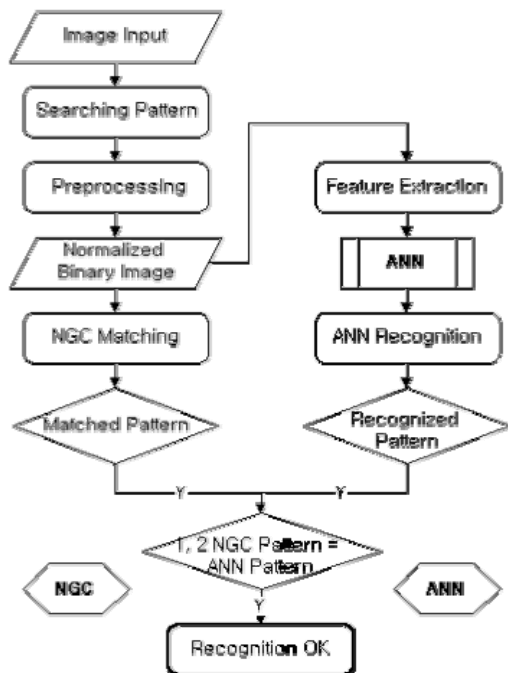 Image Input
Searching Pattern
Preprocessing
Normalized
Binary Image
NGC Matching
Matched Pattern
Feature Extraction
ANN
ANN Recognition
Recognized
Pattern
Y
Y
1, 2 NGC Pattern =
ANN Pattern
NGC
ANN
Y
Recognition OK